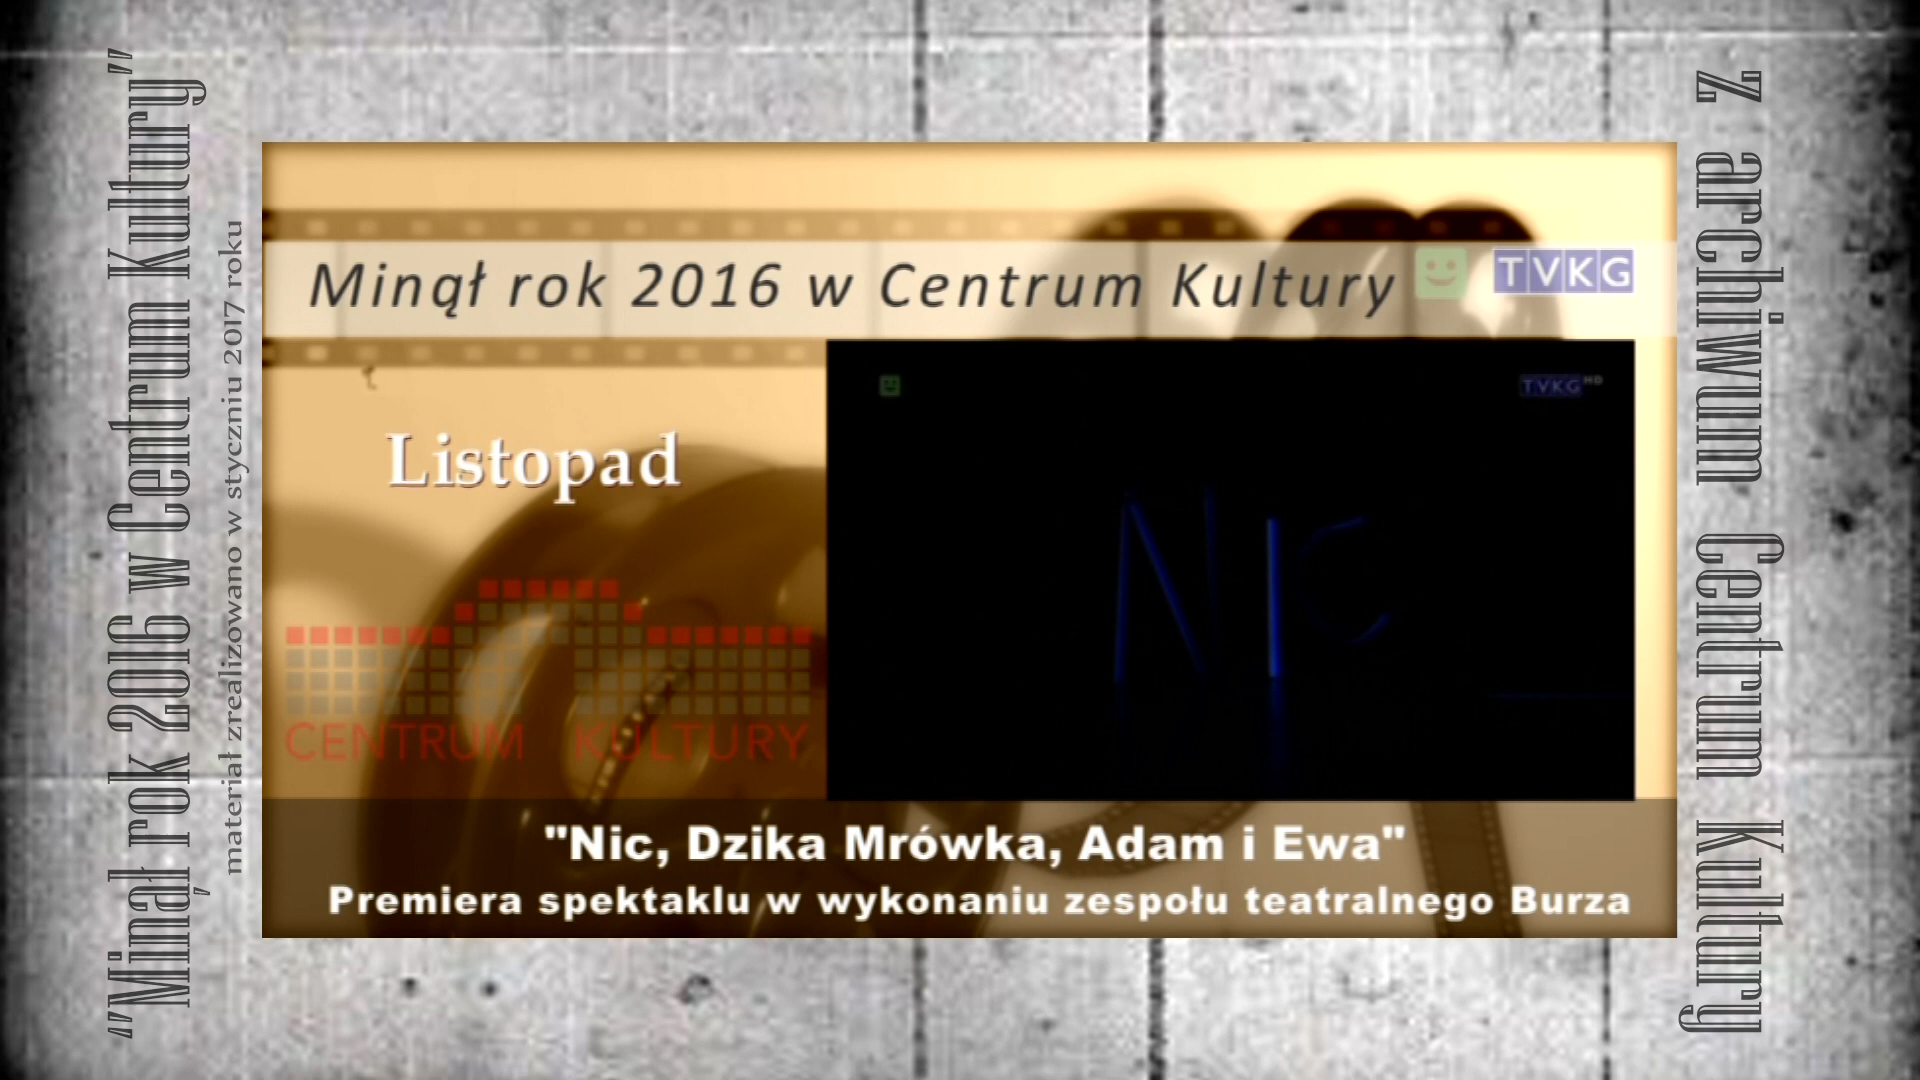 "Minął rok 2016 w Centrum Kultury"
materiał zrealizowano w styczniu 2017 roku
Minął rok 2016 w Centrum Kultury
TVKG
TVKG HD
Listopad
Nic
CENTRUM KULTURY
"Nic, Dzika Mrówka, Adam i Ewa"
Premiera spektaklu w wykonaniu zespołu teatralnego Burza
Z archiwum Centrum Kultury